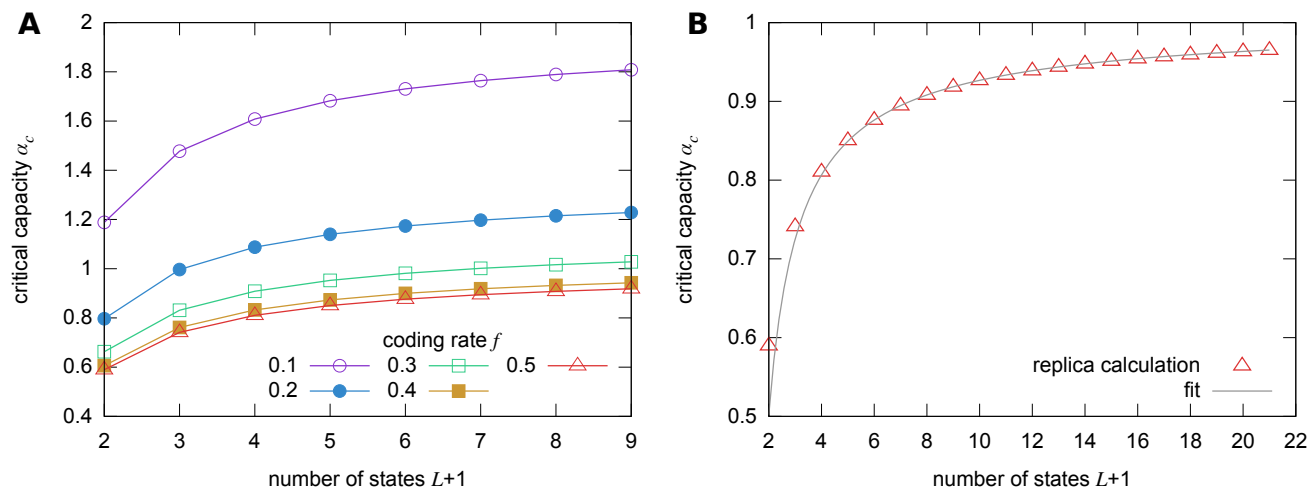 A
critical capacity αc
2
1.8
1.6
1.4
1.2
1
0.8
0.6
0.4
coding rate f
0.1 0.3 0.5
0.2 0.4
2 3 4 5 6 7 8 9
number of states L+1
B
critical capacity αc
1
0.9
0.8
0.7
0.6
0.5
replica calculation
fit
2 4 6 8 10 12 14 16 18 20 22
number of states L+1